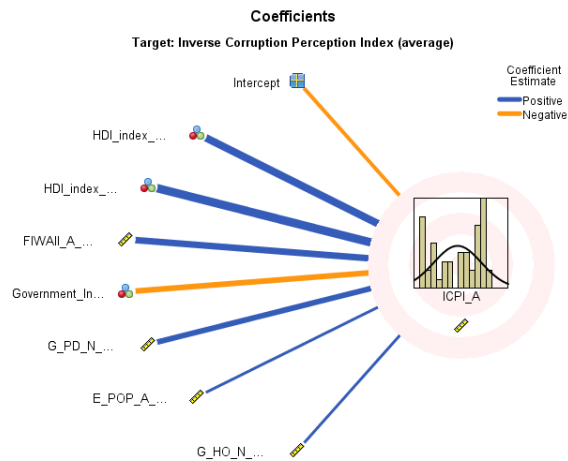 Coefficients
Target: Inverse Corruption Perception Index (average)
Coefficient
Estimate
Positive
Negative
Intercept
HDI_index_...
HDI_index_...
FIWAII_A_...
Government_In...
G_PD_N_...
E_POP_A_...
G_HO_N_...
ICPI_A